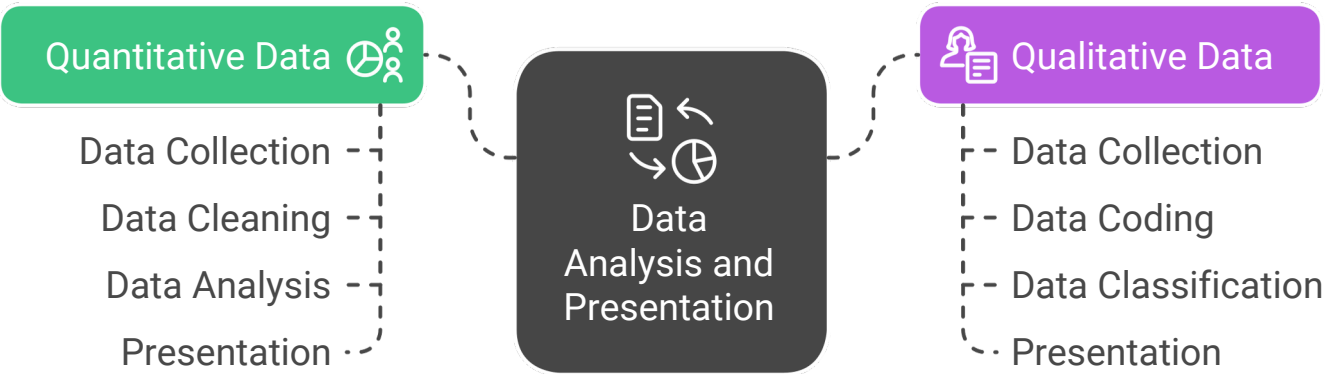 Quantitative Data
Data Collection
Data Cleaning
Data Analysis
Presentation
Data
Analysis and
Presentation
Qualitative Data
Data Collection
Data Coding
Data Classification
Presentation